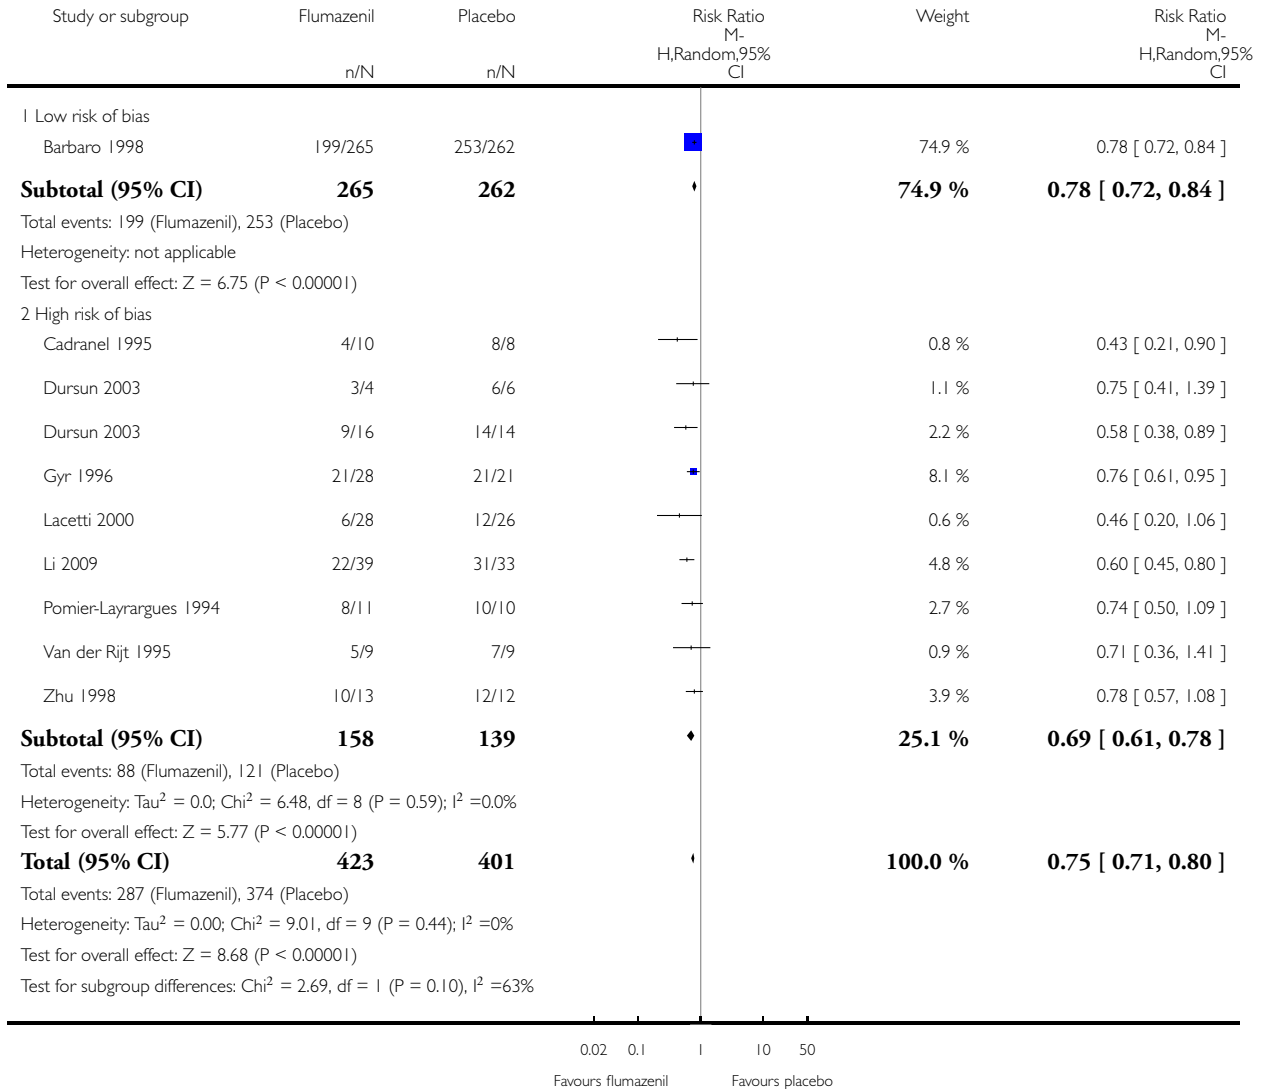 Study or subgroup Flumazenil Placebo Risk Ratio Weight Risk Ratio
M- M-
H,Random,95% H,Random,95%
n/N n/N CI CI
1 Low risk of bias
Barbaro 1998 199/265 253/262 74.9 % 0.78 [ 0.72, 0.84 ]
Subtotal (95% CI) 265 262 74.9 % 0.78 [ 0.72, 0.84 ]
Total events: 199 (Flumazenil), 253 (Placebo)
Heterogeneity: not applicable
Test for overall effect: Z = 6.75 (P < 0.00001)
2 High risk of bias
Cadranel 1995 4/10 8/8 0.8 % 0.43 [ 0.21, 0.90 ]
Dursun 2003 3/4 6/6 1.1 % 0.75 [ 0.41, 1.39 ]
Dursun 2003 9/16 14/14 2.2 % 0.58 [ 0.38, 0.89 ]
Gyr 1996 21/28 21/21 8.1 % 0.76 [ 0.61, 0.95 ]
Lacetti 2000 6/28 12/26 0.6 % 0.46 [ 0.20, 1.06 ]
Li 2009 22/39 31/33 4.8 % 0.60 [ 0.45, 0.80 ]
Pomier-Layrargues 1994 8/11 10/10 2.7 % 0.74 [ 0.50, 1.09 ]
Van der Rijt 1995 5/9 7/9 0.9 % 0.71 [ 0.36, 1.41 ]
Zhu 1998 10/13 12/12 3.9 % 0.78 [ 0.57, 1.08 ]
Subtotal (95% CI) 158 139 25.1 % 0.69 [ 0.61, 0.78 ]
Total events: 88 (Flumazenil), 121 (Placebo)
Heterogeneity: Tau² = 0.0; Chi² = 6.48, df = 8 (P = 0.59); I² =0.0%
Test for overall effect: Z = 5.77 (P < 0.00001)
Total (95% CI) 423 401 100.0 % 0.75 [ 0.71, 0.80 ]
Total events: 287 (Flumazenil), 374 (Placebo)
Heterogeneity: Tau² = 0.00; Chi² = 9.01, df = 9 (P = 0.44); I² =0%
Test for overall effect: Z = 8.68 (P < 0.00001)
Test for subgroup differences: Chi² = 2.69, df = 1 (P = 0.10), I² =63%
0.02 0.1 1 10 50
Favours flumazenil Favours placebo